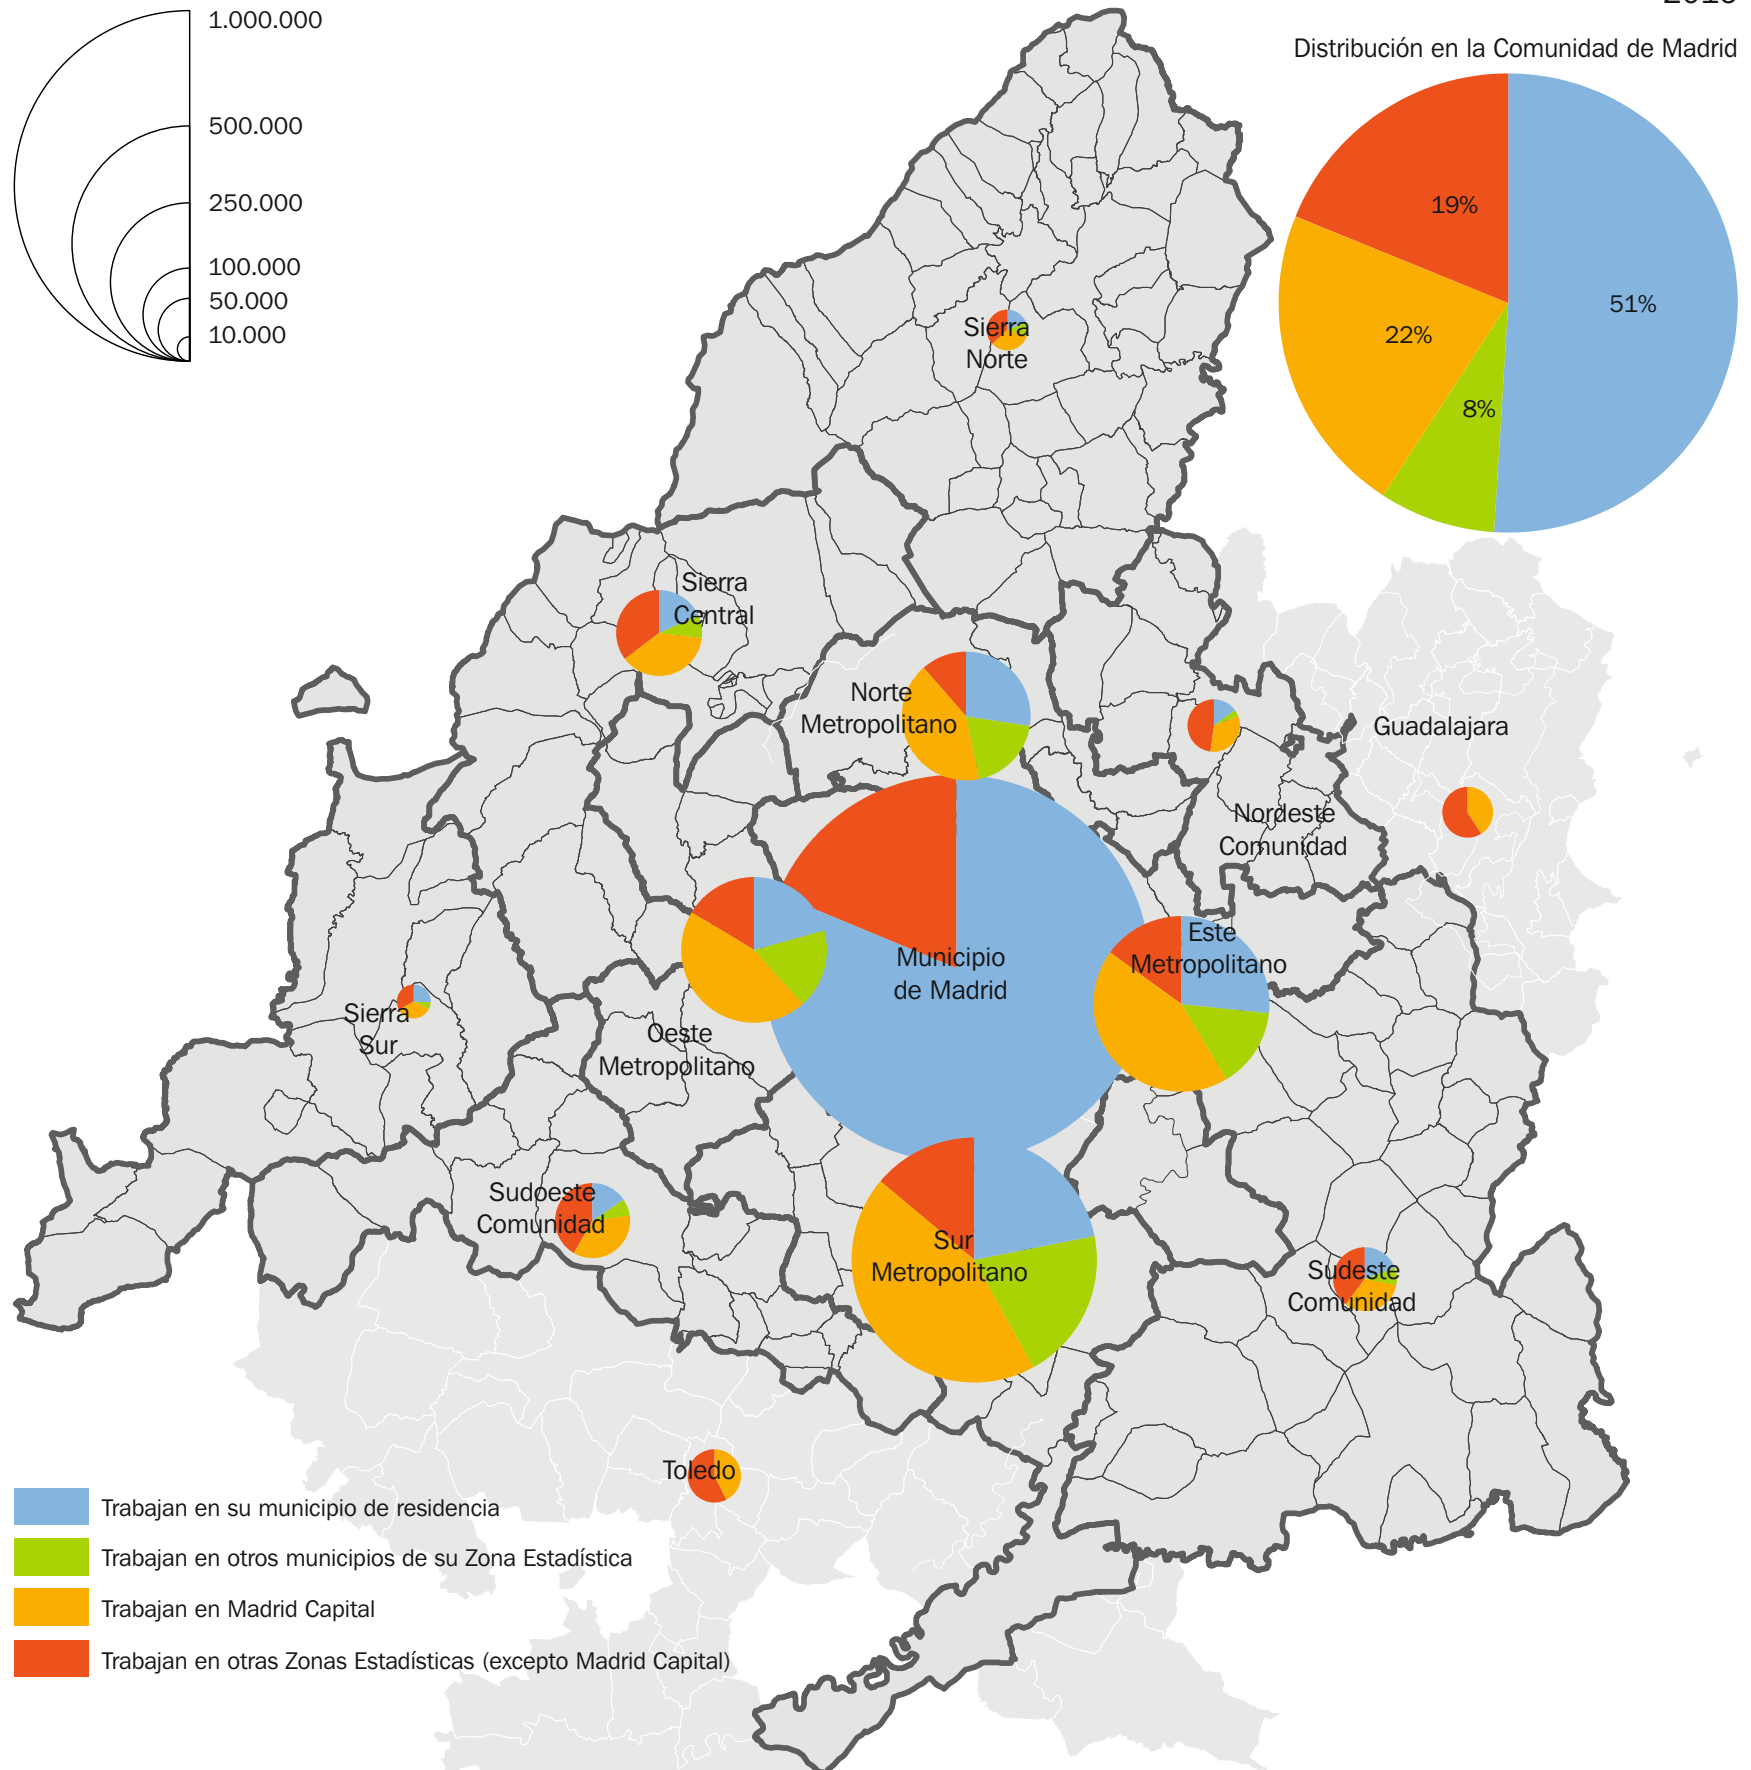 1.000.000
500.000
250.000
100.000
50.000
10.000
Distribución en la Comunidad de Madrid
19%
51%
22%
8%
Sierra
Norte
Sierra
Central
Norte
Metropolitano
Guadalajara
Nordeste
Comunidad
Municipio
de Madrid
Este
Metropolitano
Sierra
Sur
Oeste
Metropolitano
Sudoeste
Comunidad
Sur
Metropolitano
Sudeste
Comunidad
Toledo
Trabajan en su municipio de residencia
Trabajan en otros municipios de su Zona Estadística
Trabajan en Madrid Capital
Trabajan en otras Zonas Estadísticas (excepto Madrid Capital)